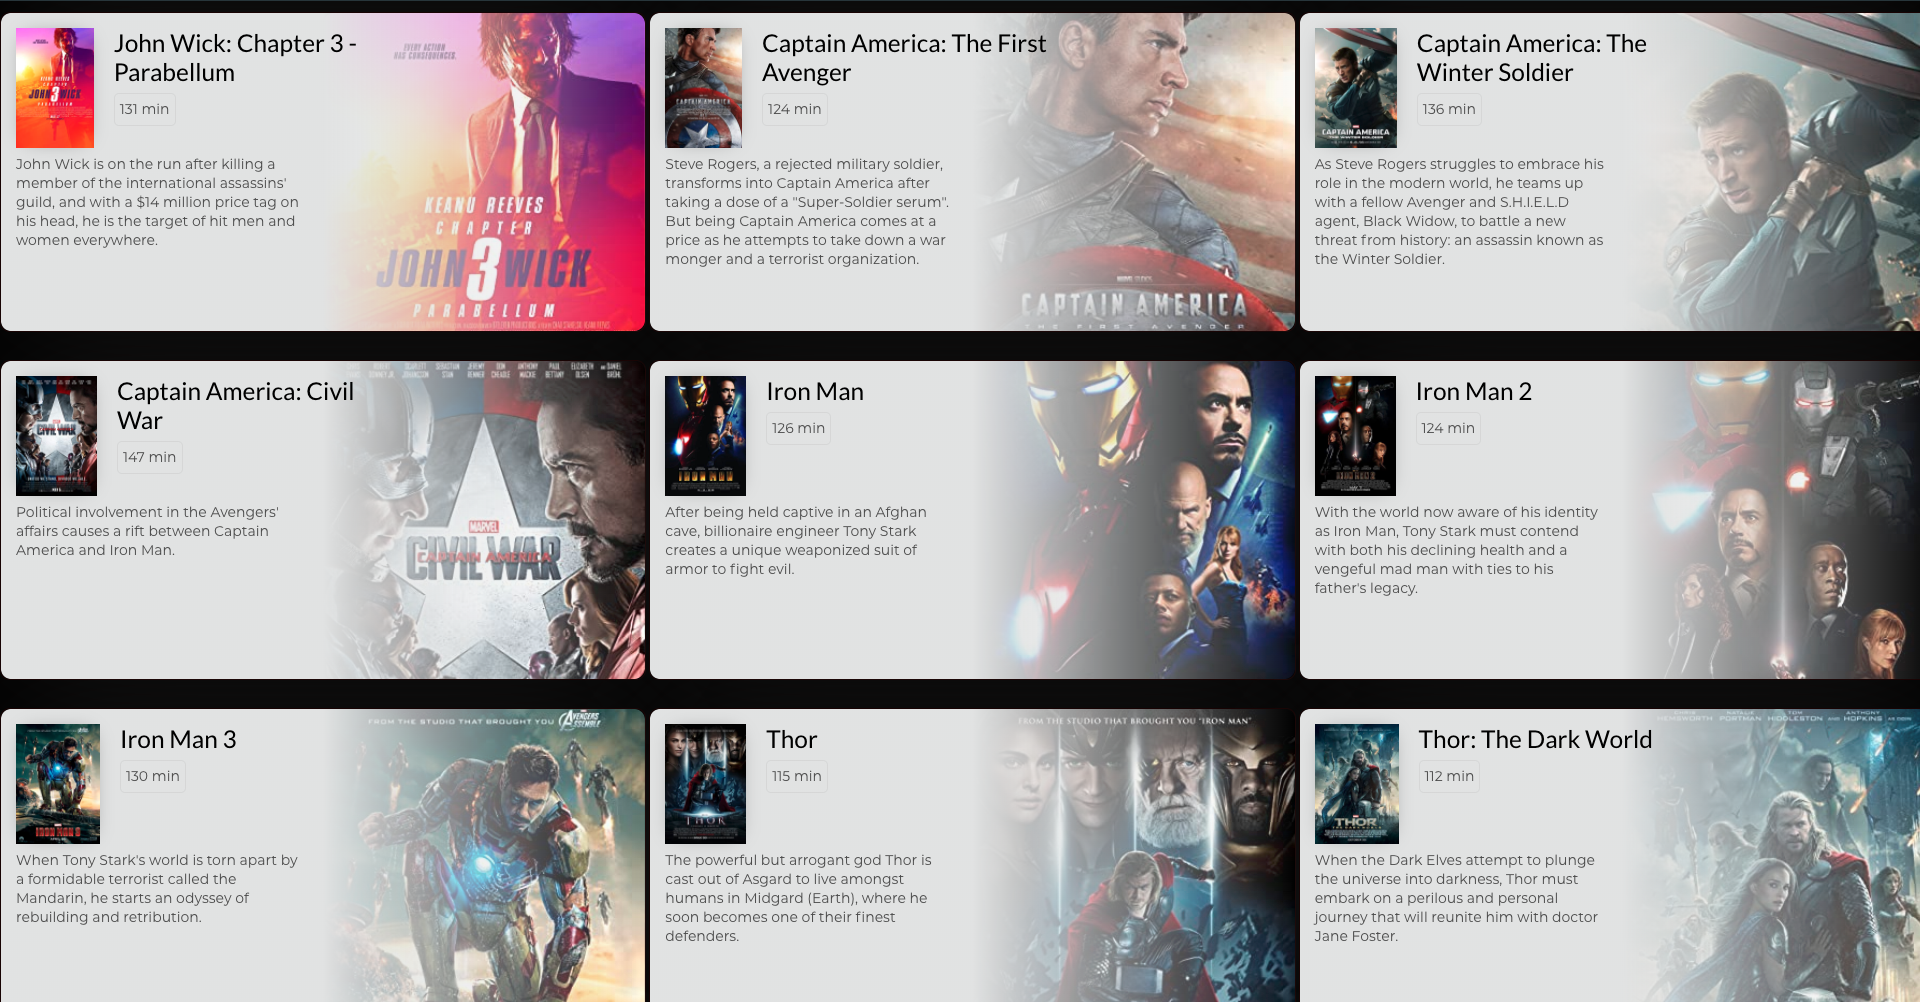 John Wick: Chapter 3 -
Parabellum
131 min
John Wick is on the run after killing a
member of the international assassins'
guild, and with a $14 million price tag on
his head, he is the target of hit men and
women everywhere.
EVERY ACTION
HAS CONSEQUENCES.
KEANU REEVES
CHAPTER
JOHN 3 WICK
PARABELLUM
Captain America: The First
Avenger
124 min
Steve Rogers, a rejected military soldier,
transforms into Captain America after
taking a dose of a "Super-Soldier serum".
But being Captain America comes at a
price as he attempts to take down a war
monger and a terrorist organization.
CAPTAIN AMERICA
THE FIRST AVENGER
Captain America: The
Winter Soldier
136 min
As Steve Rogers struggles to embrace his
role in the modern world, he teams up
with a fellow Avenger and S.H.I.E.L.D
agent, Black Widow, to battle a new
threat from history: an assassin known as
the Winter Soldier.
CAPTAIN AMERICA
Captain America: Civil
War
147 min
Political involvement in the Avengers'
affairs causes a rift between Captain
America and Iron Man.
MARVEL
CAPTAIN AMERICA
CIVIL WAR
Iron Man
126 min
After being held captive in an Afghan
cave, billionaire engineer Tony Stark
creates a unique weaponized suit of
armor to fight evil.
IRON MAN
Iron Man 2
124 min
With the world now aware of his identity
as Iron Man, Tony Stark must contend
with both his declining health and a
vengeful mad man with ties to his
father's legacy.
Iron Man 3
130 min
When Tony Stark's world is torn apart by
a formidable terrorist called the
Mandarin, he starts an odyssey of
rebuilding and retribution.
IRON MAN 3
FROM THE STUDIO THAT BROUGHT YOU AVENGERS ASSEMBLE
Thor
115 min
The powerful but arrogant god Thor is
cast out of Asgard to live amongst
humans in Midgard (Earth), where he
soon becomes one of their finest
defenders.
THOR
FROM THE STUDIO THAT BROUGHT YOU "IRON MAN"
Thor: The Dark World
112 min
When the Dark Elves attempt to plunge
the universe into darkness, Thor must
embark on a perilous and personal
journey that will reunite him with doctor
Jane Foster.
THOR
HEMSWORTH PORTMAN HIDDLESTON AND HOPKINS